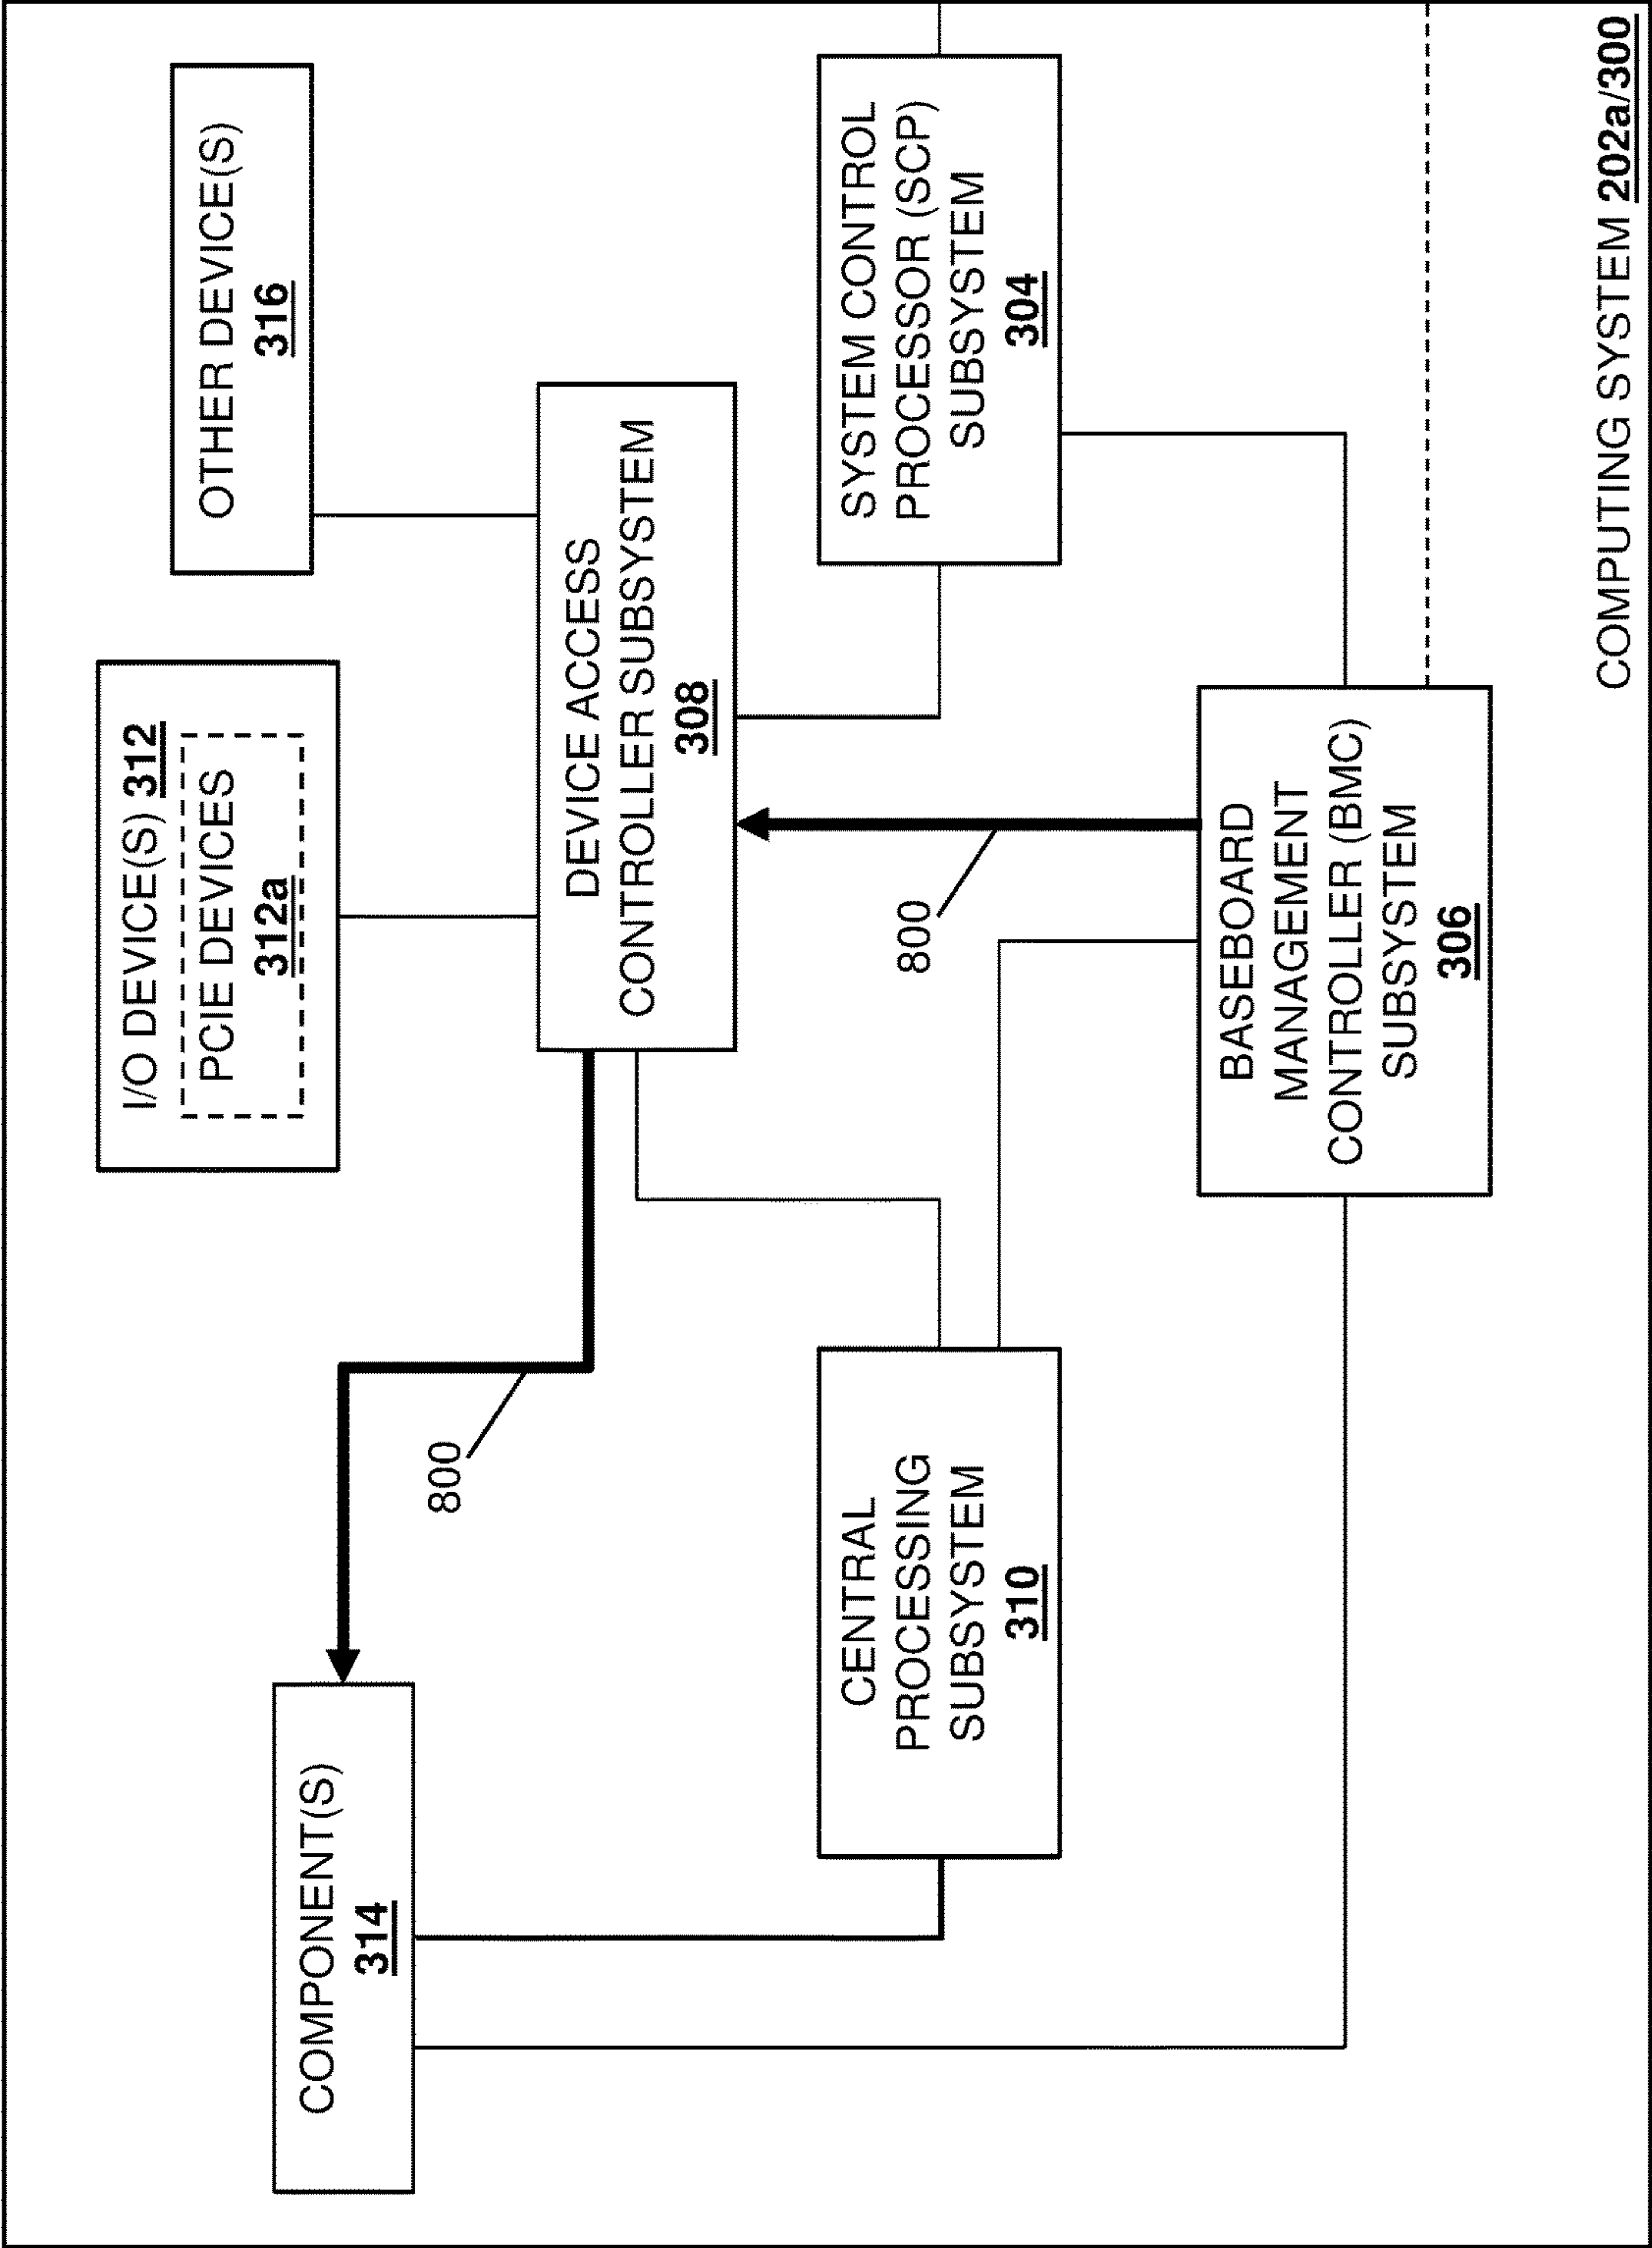 COMPONENT(S)
314
I/O DEVICE(S) 312
PCIE DEVICES
312a
OTHER DEVICE(S)
316
800
DEVICE ACCESS
CONTROLLER SUBSYSTEM
308
CENTRAL
PROCESSING
SUBSYSTEM
310
800
SYSTEM CONTROL
PROCESSOR (SCP)
SUBSYSTEM
304
BASEBOARD
MANAGEMENT
CONTROLLER (BMC)
SUBSYSTEM
306
COMPUTING SYSTEM 202a/300